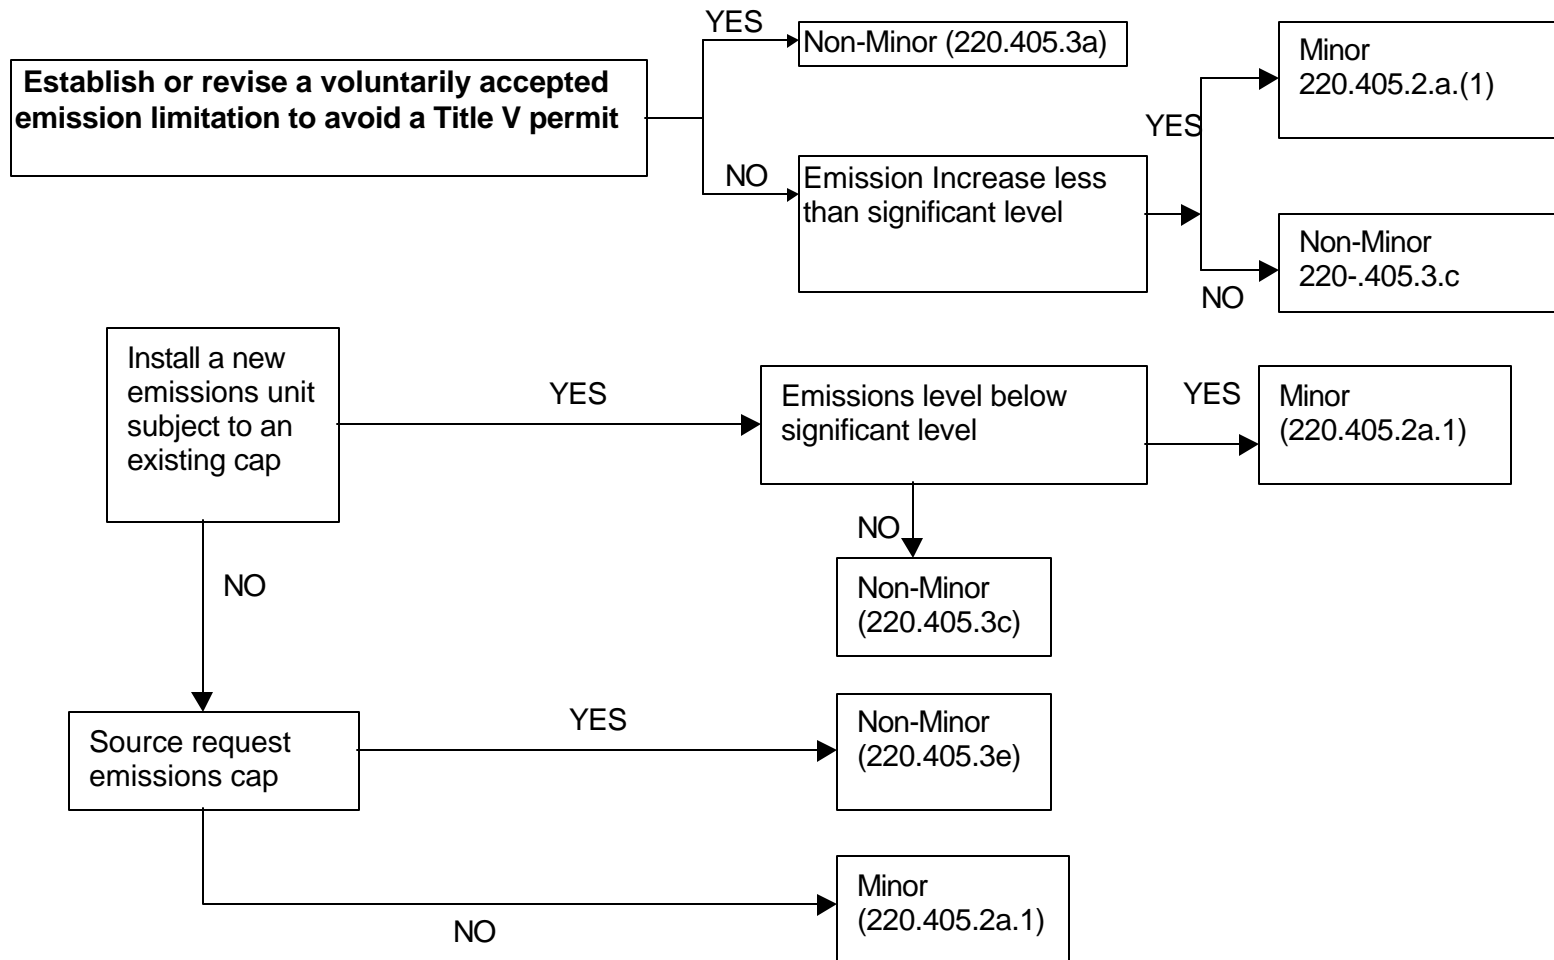 YES
Non-Minor (220.405.3a)
Establish or revise a voluntarily accepted
emission limitation to avoid a Title V permit
NO
Emission Increase less
than significant level
YES
Minor
220.405.2.a.(1)
NO
Non-Minor
220-.405.3.c
Install a new
emissions unit
subject to an
existing cap
YES
Emissions level below
significant level
YES
Minor
(220.405.2a.1)
NO
Non-Minor
(220.405.3c)
NO
Source request
emissions cap
YES
Non-Minor
(220.405.3e)
NO
Minor
(220.405.2a.1)